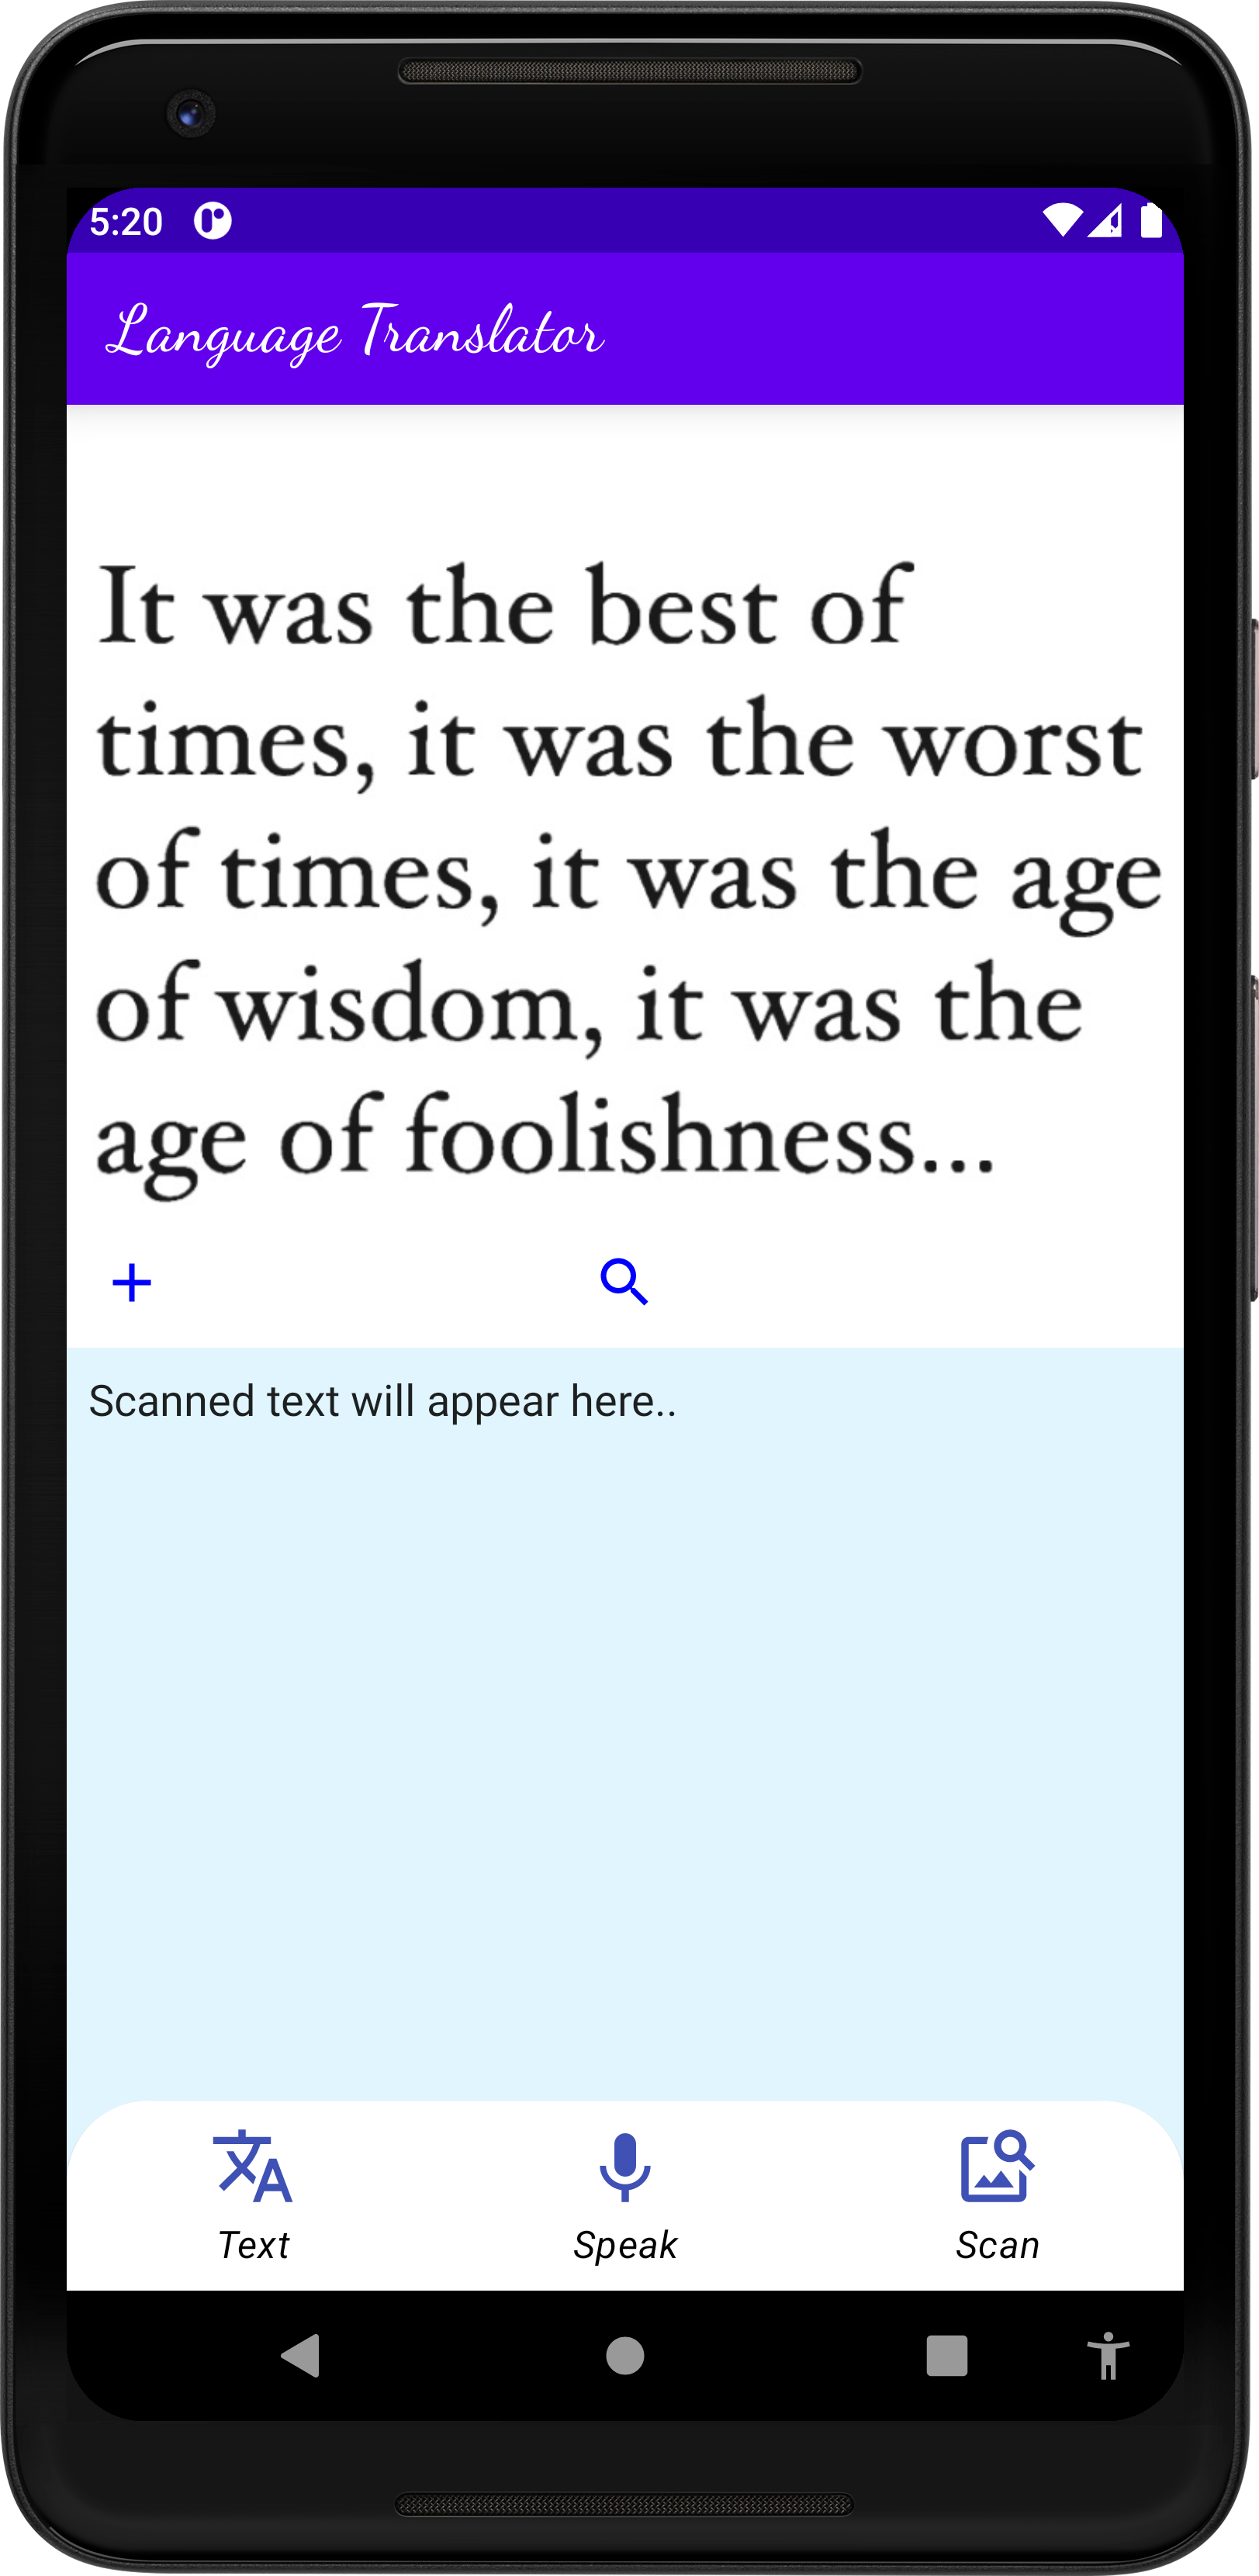 5:20
Language Translator
It was the best of
times, it was the worst
of times, it was the age
of wisdom, it was the
age of foolishness...
Scanned text will appear here..
Text Speak Scan